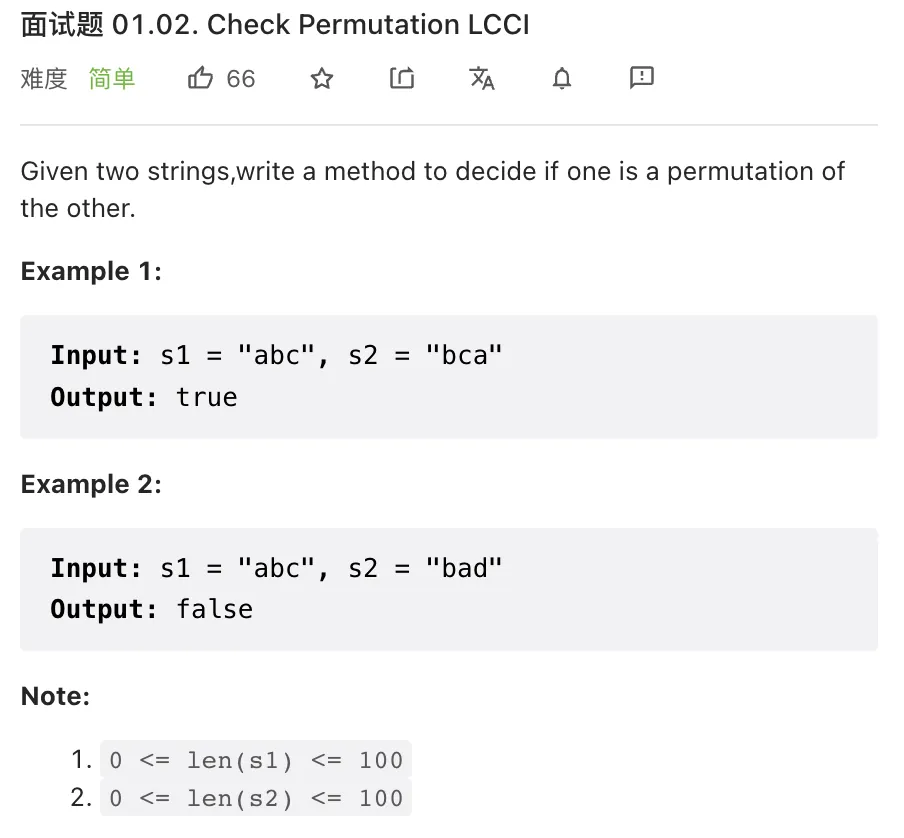 面试题 01.02. Check Permutation LCCI
难度 简单 66
Given two strings,write a method to decide if one is a permutation of
the other.
Example 1:
Input: s1 = "abc", s2 = "bca"
Output: true
Example 2:
Input: s1 = "abc", s2 = "bad"
Output: false
Note:
1. 0 <= len(s1) <= 100
2. 0 <= len(s2) <= 100